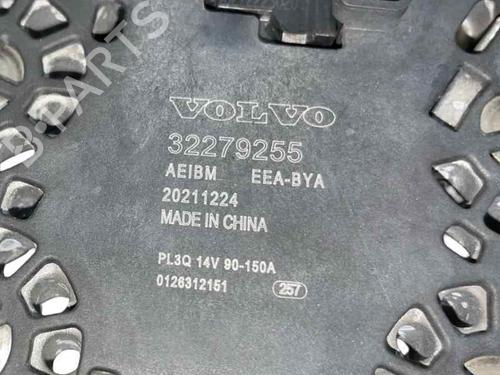 VOLVO
32279255
AEIBM EEA-BYA
20211224
MADE IN CHINA
PL3Q 14V 90-150A
0126312151 257
B-PARTS